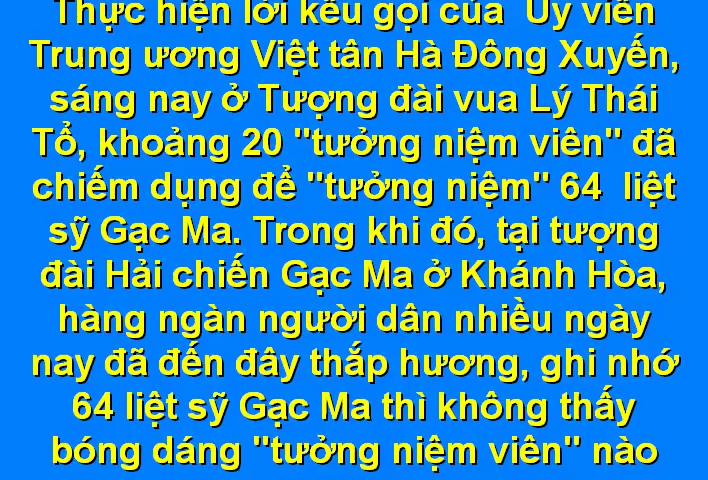 Thực hiện lời kêu gọi của Ủy viên
Trung ương Việt tân Hà Đông Xuyến,
sáng nay ở Tượng đài vua Lý Thái
Tổ, khoảng 20 "tưởng niệm viên" đã
chiếm dụng để "tưởng niệm" 64 liệt
sỹ Gạc Ma. Trong khi đó, tại tượng
đài Hải chiến Gạc Ma ở Khánh Hòa,
hàng ngàn người dân nhiều ngày
nay đã đến đây thắp hương, ghi nhớ
64 liệt sỹ Gạc Ma thì không thấy
bóng dáng "tưởng niệm viên" nào